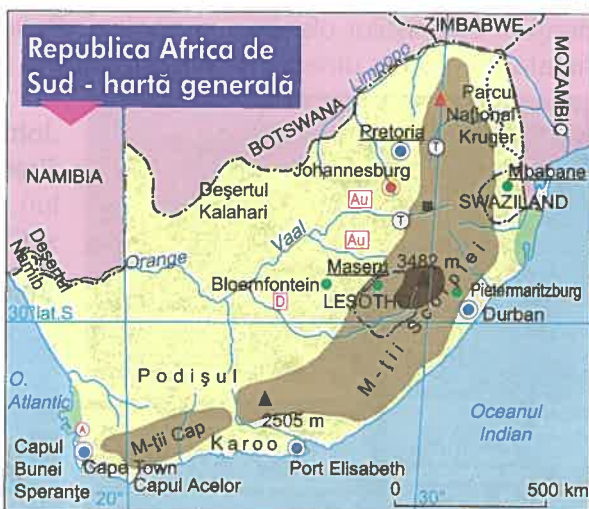 Republica Africa de
Sud - hartă generală
ZIMBABWE
MOZAMBIC
Limpopo
BOTSWANA
Parcul
Național
Kruger
Pretoria
T
NAMIBIA
Johannesburg
Mbabane
Deșertul
Kalahari
Au
SWAZILAND
Vaal
T
Deșertul
Namib
Orange
Au
Maseru
3482 m
Bloemfontein
D
LESOTHO
M-ții Scorpiei
Pietermaritzburg
30° lat.S
Durban
O.
Atlantic
Podișul
Oceanul
Indian
2505 m
A
M-ții Cap
Karoo
Capul
Bunei
Speranțe
Cape Town
Port Elisabeth
Capul Acelor
20°
30°
0 500 km